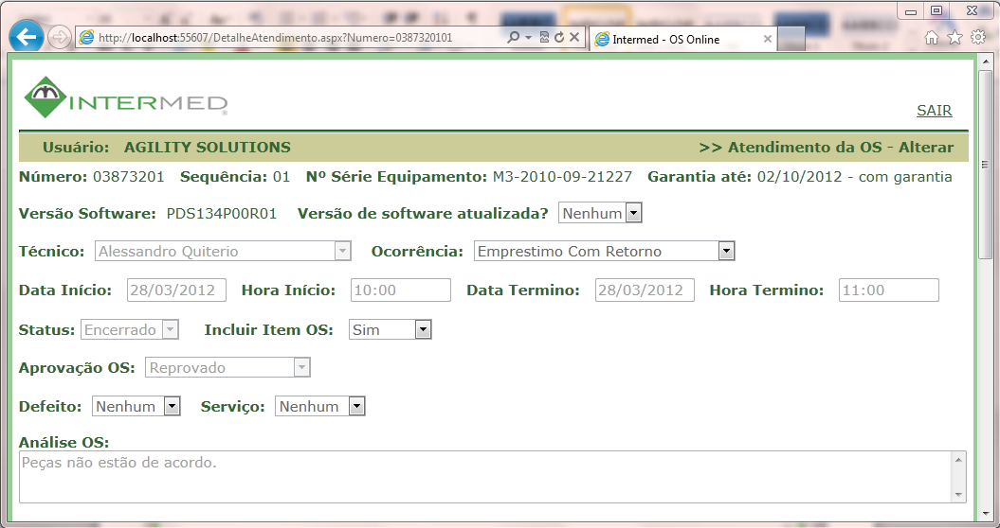 http://localhost:55607/DetalheAtendimento.aspx?Numero=0387320101
Intermed - OS Online
INTERMED
SAIR
Usuário: AGILITY SOLUTIONS >> Atendimento da OS - Alterar
Número: 03873201 Sequência: 01 Nº Série Equipamento: M3-2010-09-21227 Garantia até: 02/10/2012 - com garantia
Versão Software: PDS134P00R01 Versão de software atualizada? Nenhum
Técnico: Alessandro Quiterio Ocorrência: Emprestimo Com Retorno
Data Início: 28/03/2012 Hora Início: 10:00 Data Termino: 28/03/2012 Hora Termino: 11:00
Status: Encerrado Incluir Item OS: Sim
Aprovação OS: Reprovado
Defeito: Nenhum Serviço: Nenhum
Análise OS:
Peças não estão de acordo.